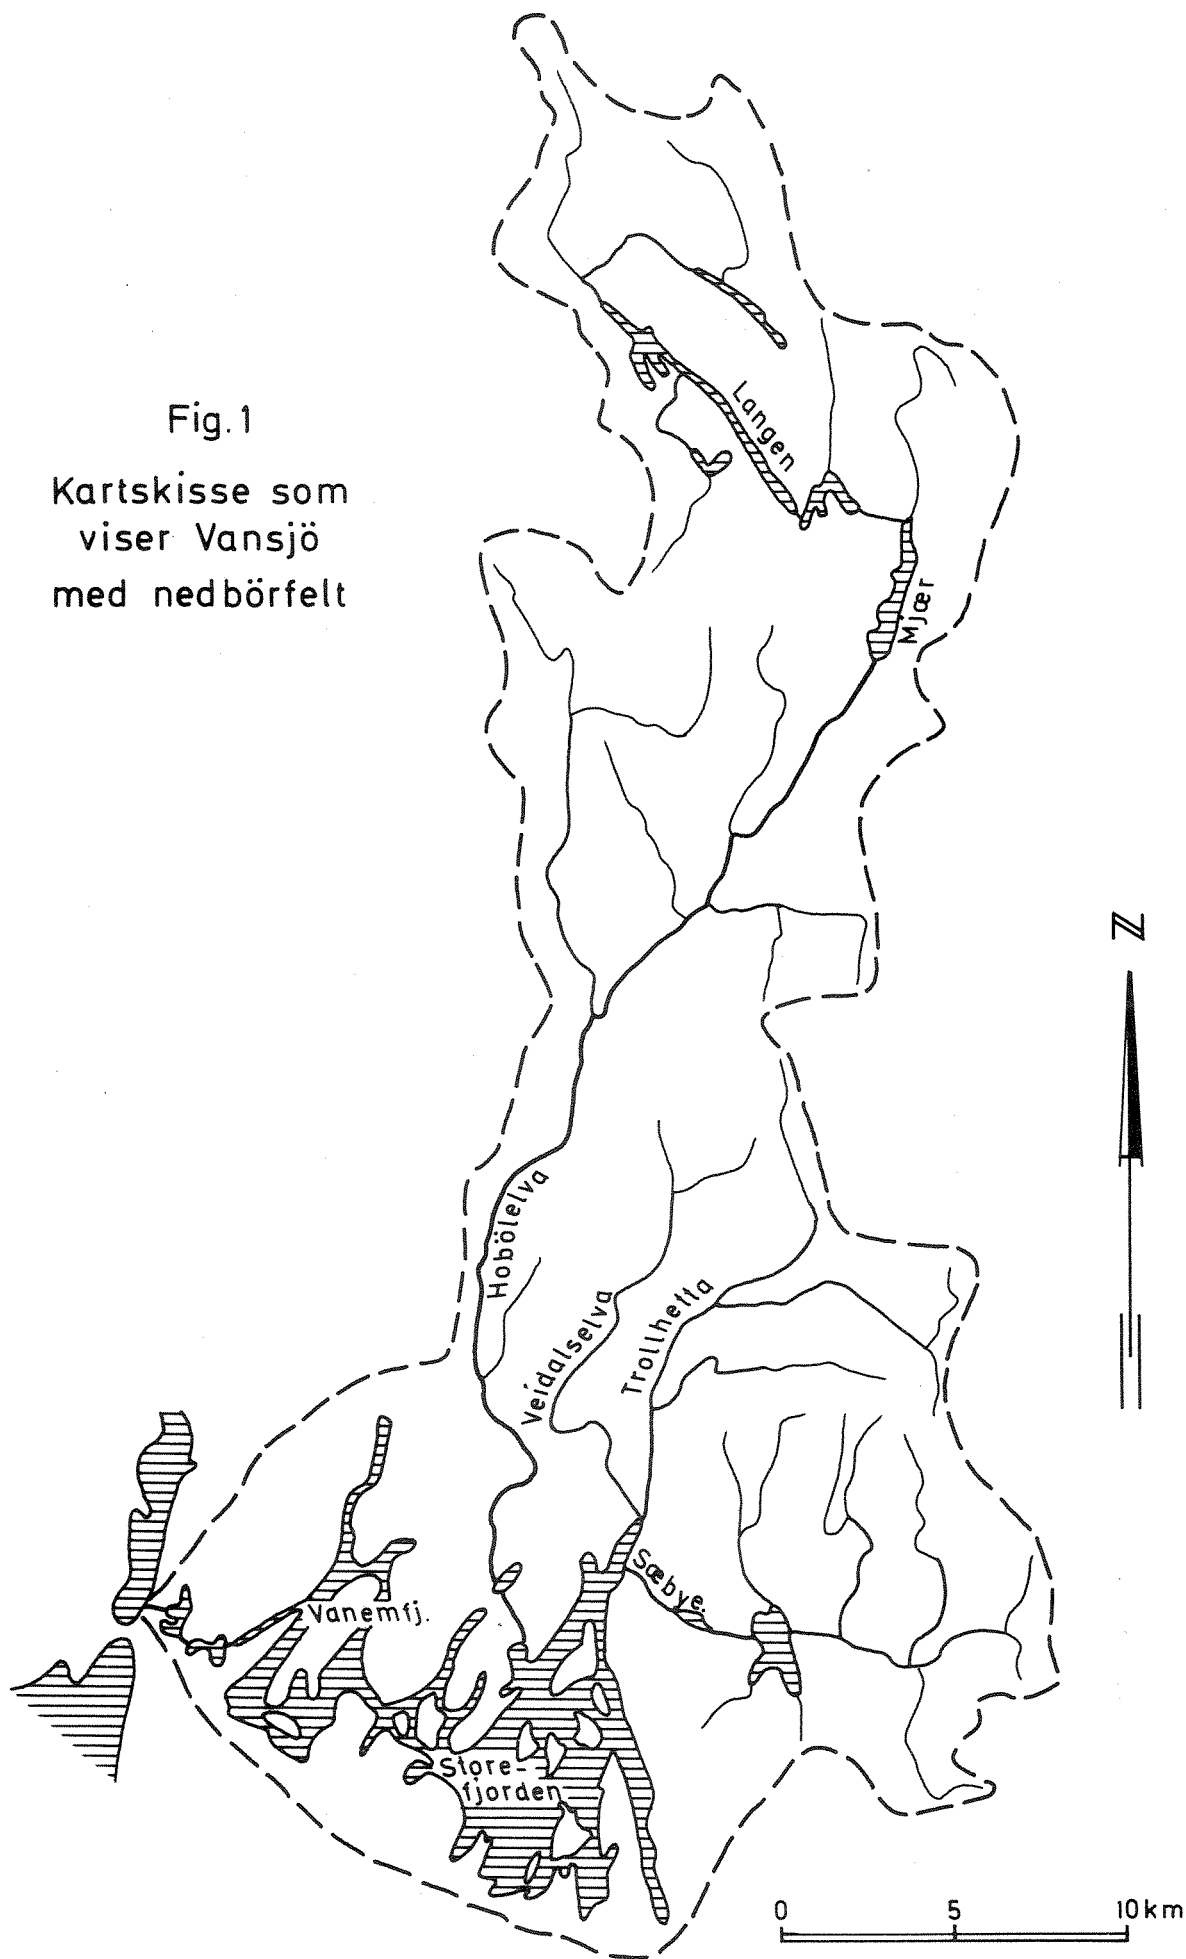 Fig.1
Kartskisse som
viser Vansjö
med nedbörfelt
Langen
Mjær
N
Hobölelva
Veidalselva
Trollhetta
Sæbye.
Vanemfj.
Store-
fjorden
0 5 10 km